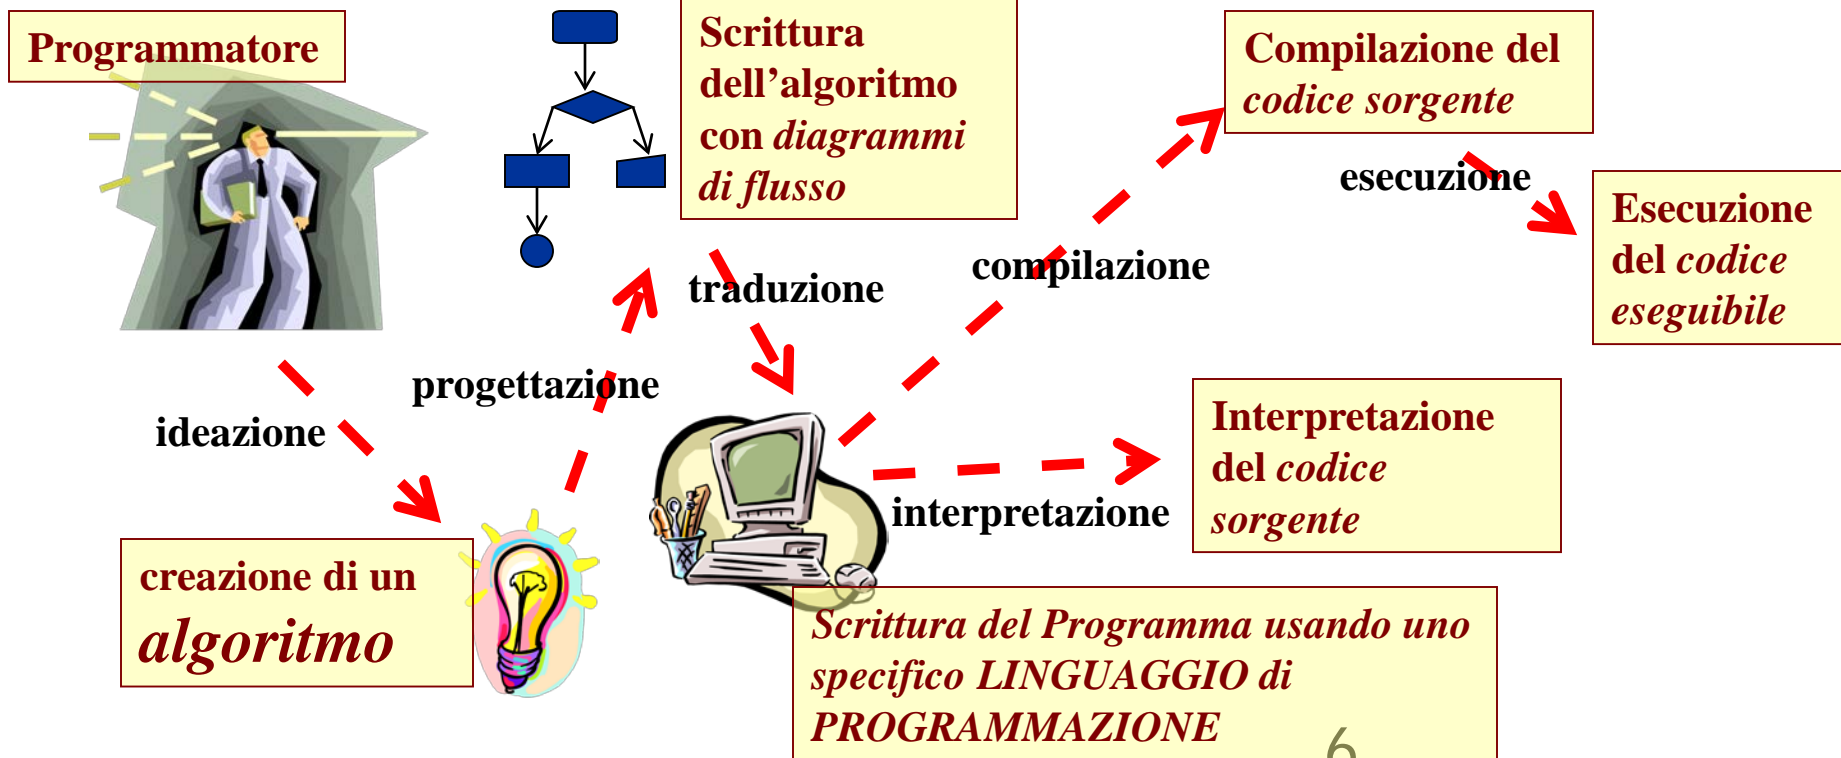 Programmatore
Scrittura
dell’algoritmo
con diagrammi
di flusso
Compilazione del
codice sorgente
esecuzione
Esecuzione
del codice
eseguibile
compilazione
traduzione
progettazione
ideazione
Interpretazione
del codice
sorgente
interpretazione
creazione di un
algoritmo
Scrittura del Programma usando uno
specifico LINGUAGGIO di
PROGRAMMAZIONE
6